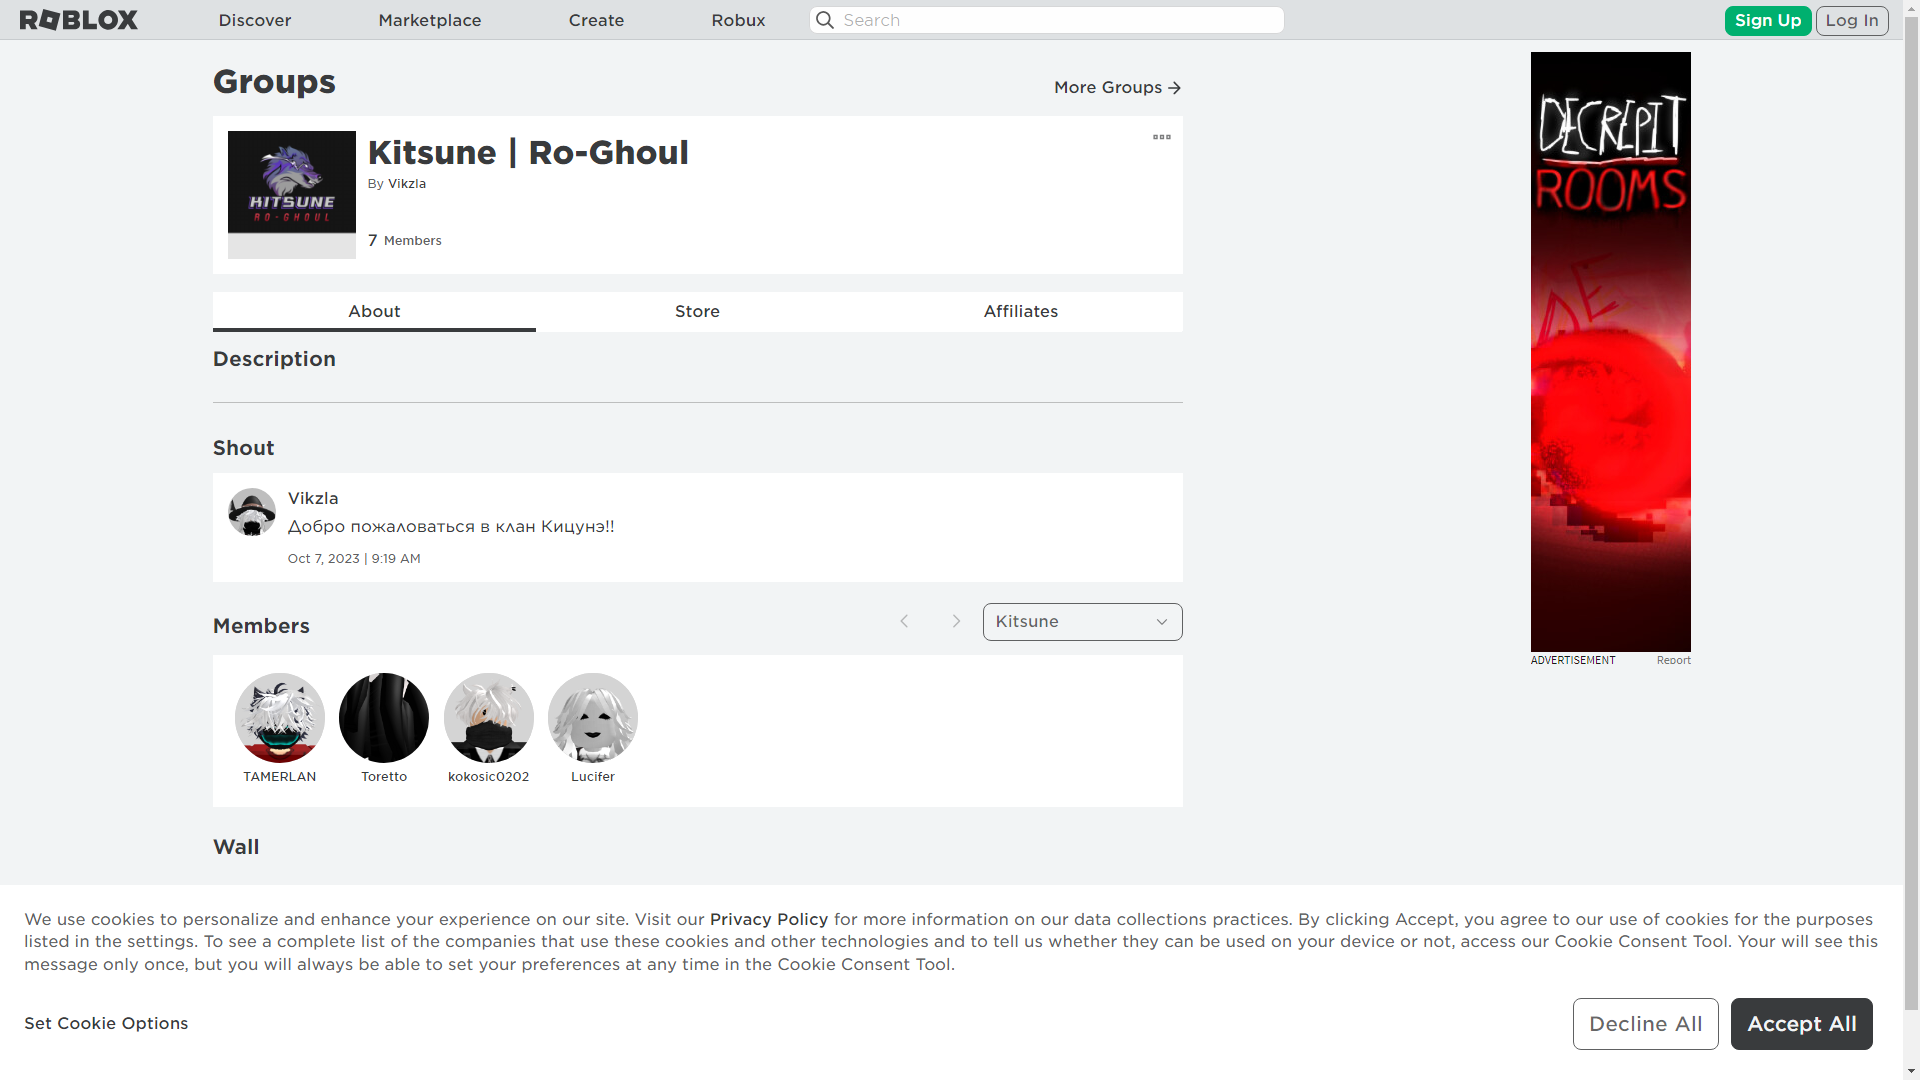 ROBLOX
Discover
Marketplace
Create
Robux
Search
Sign Up
Log In
Groups
More Groups
KITSUNE
RO-GHOUL
Kitsune | Ro-Ghoul
By Vikzla
7 Members
About
Store
Affiliates
Description
Shout
Vikzla
Добро пожаловаться в клан Кицунэ!!
Oct 7, 2023 | 9:19 AM
Members
Kitsune
TAMERLAN
Toretto
kokosic0202
Lucifer
Wall
DECREPIT
ROOMS
ADVERTISEMENT
Report
We use cookies to personalize and enhance your experience on our site. Visit our Privacy Policy for more information on our data collections practices. By clicking Accept, you agree to our use of cookies for the purposes
listed in the settings. To see a complete list of the companies that use these cookies and other technologies and to tell us whether they can be used on your device or not, access our Cookie Consent Tool. Your will see this
message only once, but you will always be able to set your preferences at any time in the Cookie Consent Tool.
Set Cookie Options
Decline All
Accept All